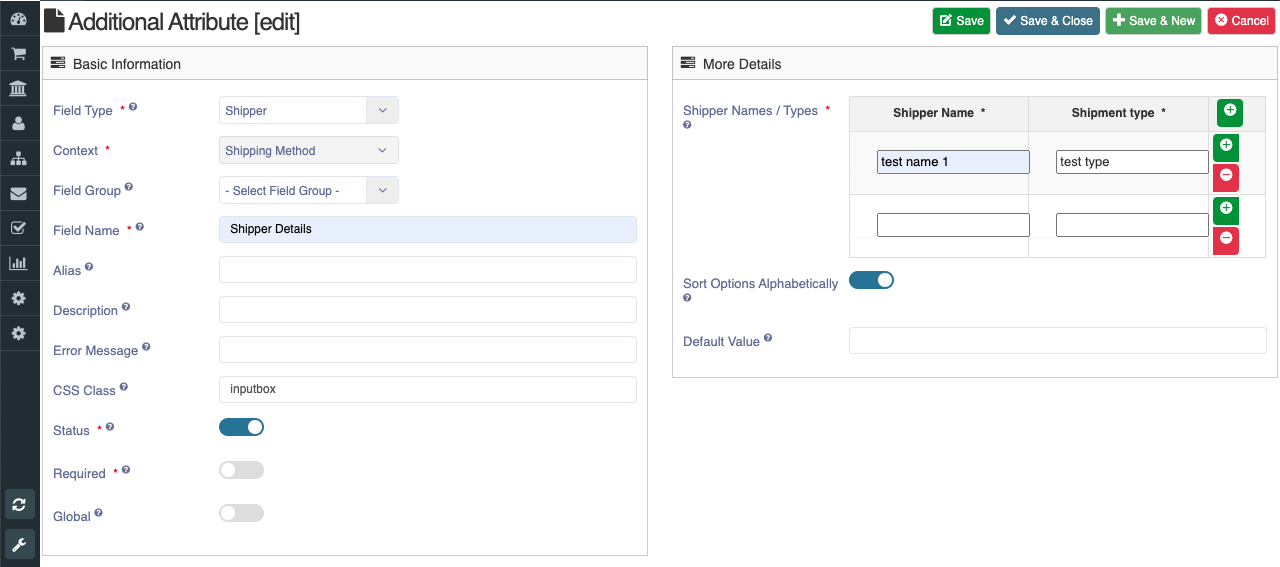 Additional Attribute [edit]
Save
Save & Close
Save & New
Cancel
Basic Information
Field Type *
Shipper
Context *
Shipping Method
Field Group
- Select Field Group -
Field Name *
Shipper Details
Alias
Description
Error Message
CSS Class
inputbox
Status *
Required *
Global
More Details
Shipper Names / Types *
Shipper Name *
Shipment type *
test name 1
test type
Sort Options Alphabetically
Default Value